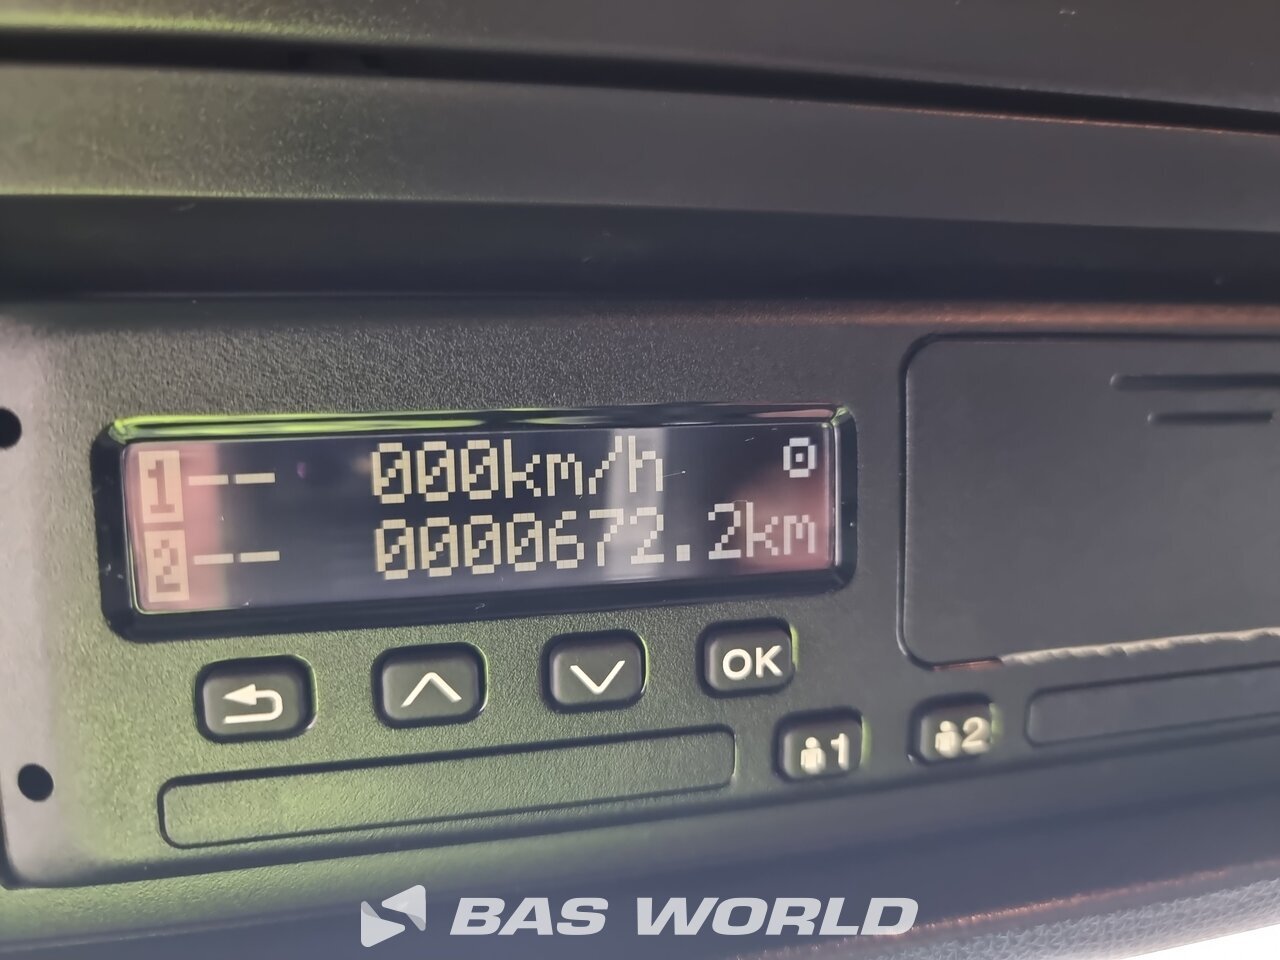 1 -- 000km/h
2 -- 0000672.2km
OK
1
2
BAS WORLD